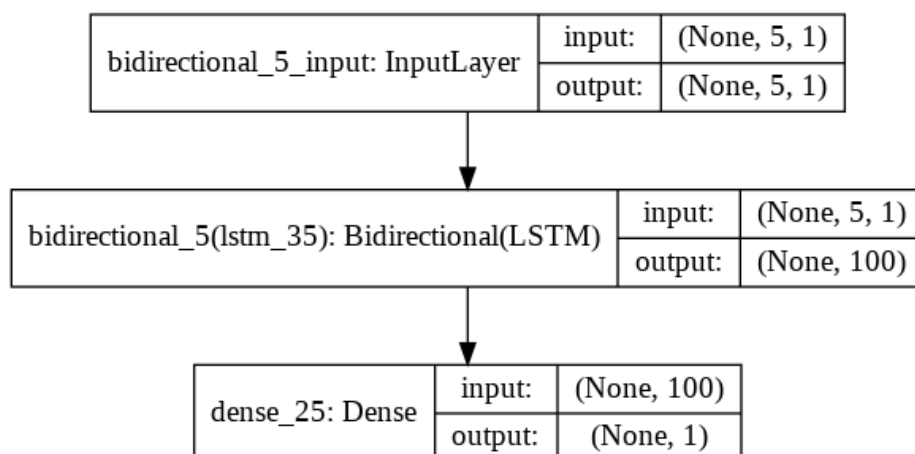 bidirectional_5_input: InputLayer
input: (None, 5, 1)
output: (None, 5, 1)
bidirectional_5(lstm_35): Bidirectional(LSTM)
input: (None, 5, 1)
output: (None, 100)
dense_25: Dense
input: (None, 100)
output: (None, 1)